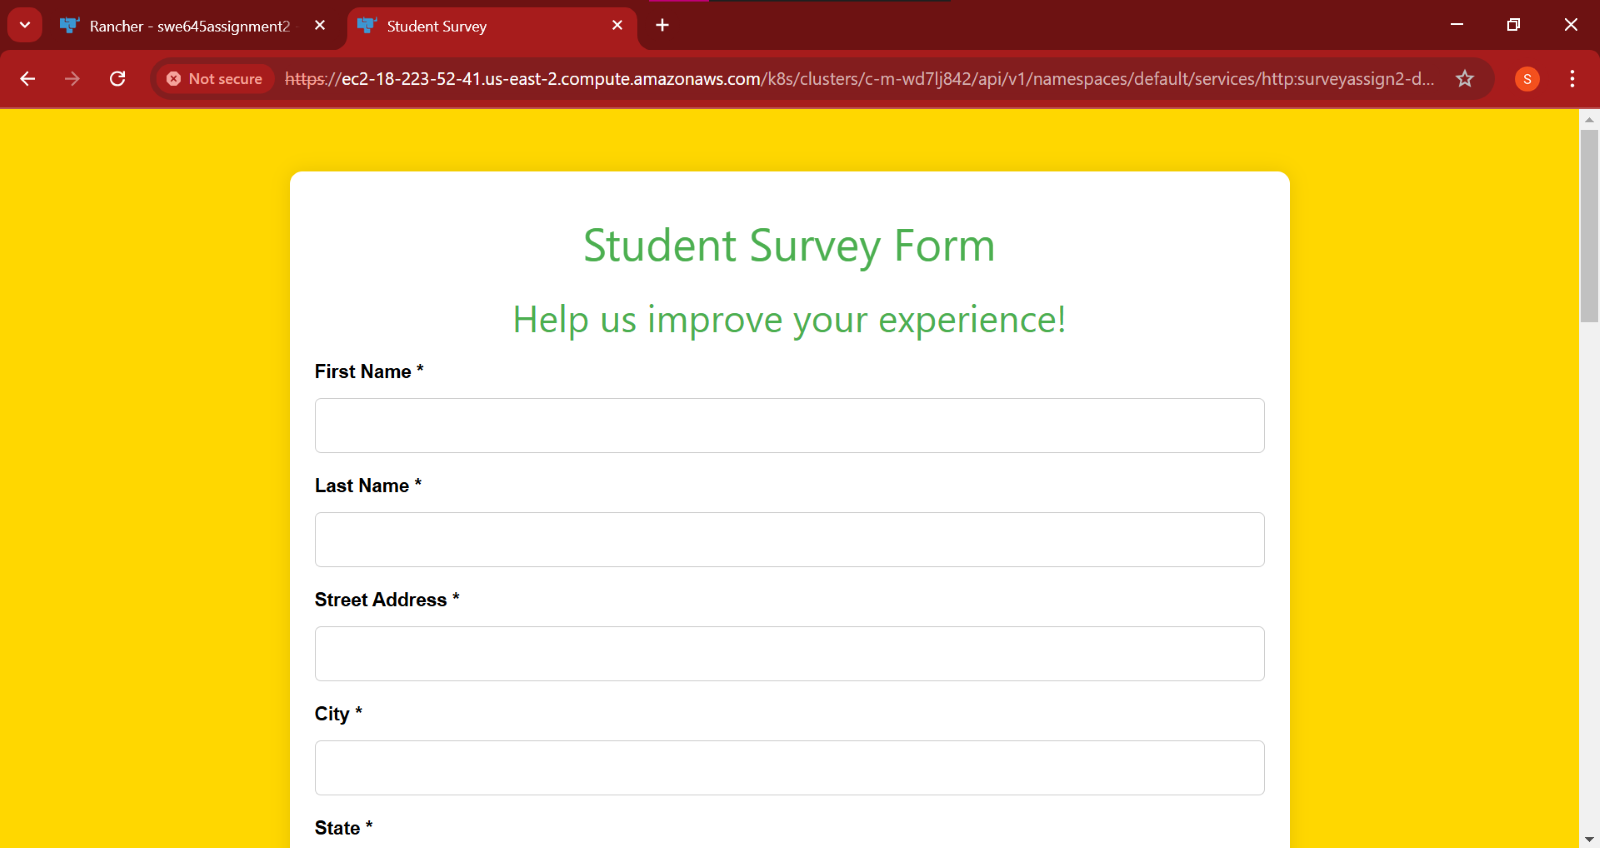 Rancher - swe645assignment2
Student Survey
Not secure
https://ec2-18-223-52-41.us-east-2.compute.amazonaws.com/k8s/clusters/c-m-wd7lj842/api/v1/namespaces/default/services/http:surveyassign2-d...
S
Student Survey Form
Help us improve your experience!
First Name *
Last Name *
Street Address *
City *
State *